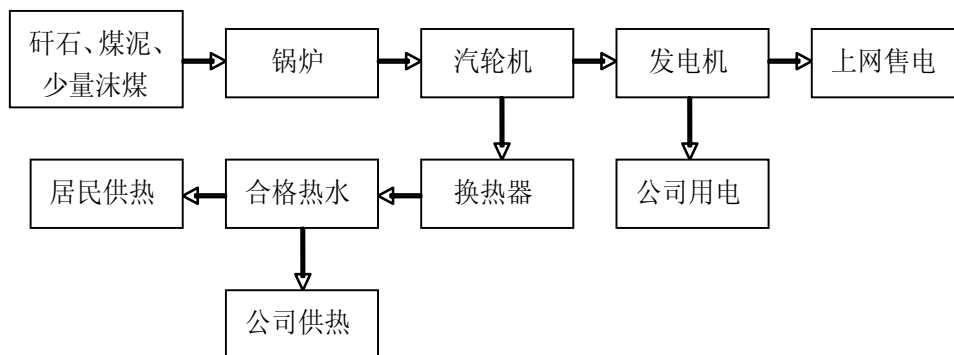 矸石、煤泥、
少量沫煤
锅炉
汽轮机
发电机
上网售电
居民供热
合格热水
换热器
公司用电
公司供热